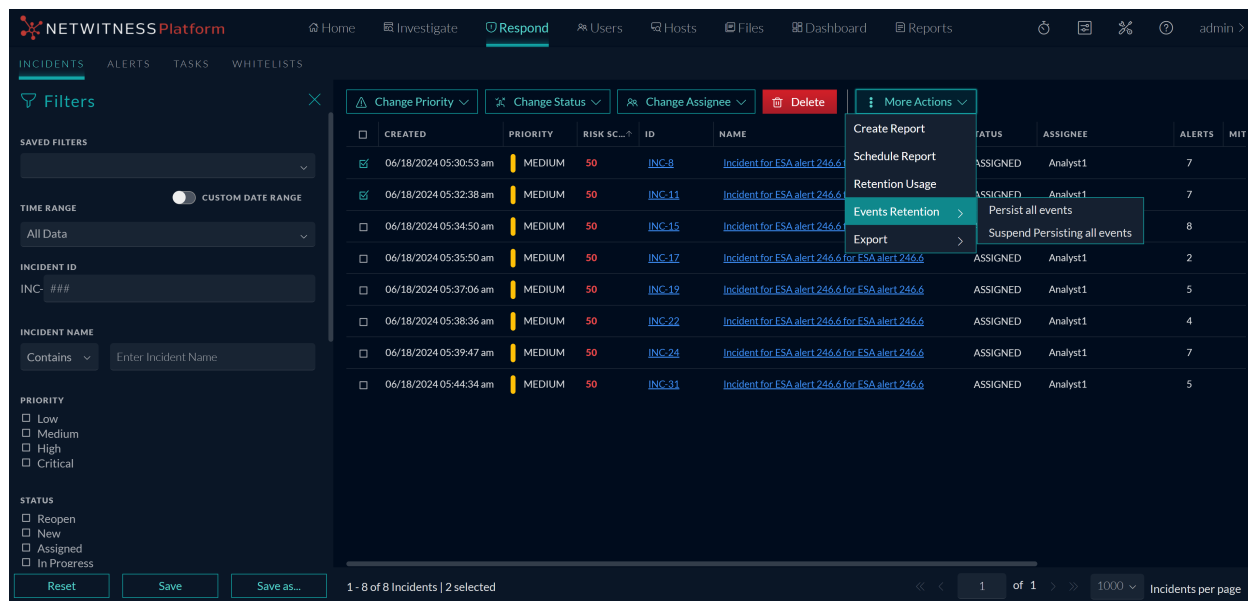 NETWITNESS Platform
Home Investigate Respond Users Hosts Files Dashboard Reports admin
INCIDENTS ALERTS TASKS WHITELISTS
Filters
SAVED FILTERS
CUSTOM DATE RANGE
TIME RANGE
All Data
INCIDENT ID
INC- ###
INCIDENT NAME
Contains Enter Incident Name
PRIORITY
Low
Medium
High
Critical
STATUS
Reopen
New
Assigned
In Progress
Reset Save Save as...
Change Priority Change Status Change Assignee Delete More Actions
CREATED PRIORITY RISK SC... ID NAME TATUS ASSIGNEE ALERTS MIT
06/18/2024 05:30:53 am MEDIUM 50 INC-8 Incident for ESA alert 246.6 f SSIGNED Analyst1 7
06/18/2024 05:32:38 am MEDIUM 50 INC-11 Incident for ESA alert 246.6 SSIGNED Analyst1 7
06/18/2024 05:34:50 am MEDIUM 50 INC-15 Incident for ESA alert 246.6 8
06/18/2024 05:35:50 am MEDIUM 50 INC-17 Incident for ESA alert 246.6 for ESA alert 246.6 ASSIGNED Analyst1 2
06/18/2024 05:37:06 am MEDIUM 50 INC-19 Incident for ESA alert 246.6 for ESA alert 246.6 ASSIGNED Analyst1 5
06/18/2024 05:38:36 am MEDIUM 50 INC-22 Incident for ESA alert 246.6 for ESA alert 246.6 ASSIGNED Analyst1 4
06/18/2024 05:39:47 am MEDIUM 50 INC-24 Incident for ESA alert 246.6 for ESA alert 246.6 ASSIGNED Analyst1 7
06/18/2024 05:44:34 am MEDIUM 50 INC-31 Incident for ESA alert 246.6 for ESA alert 246.6 ASSIGNED Analyst1 5
Create Report
Schedule Report
Retention Usage
Events Retention
Export
Persist all events
Suspend Persisting all events
1 - 8 of 8 Incidents | 2 selected
1 of 1 1000 Incidents per page